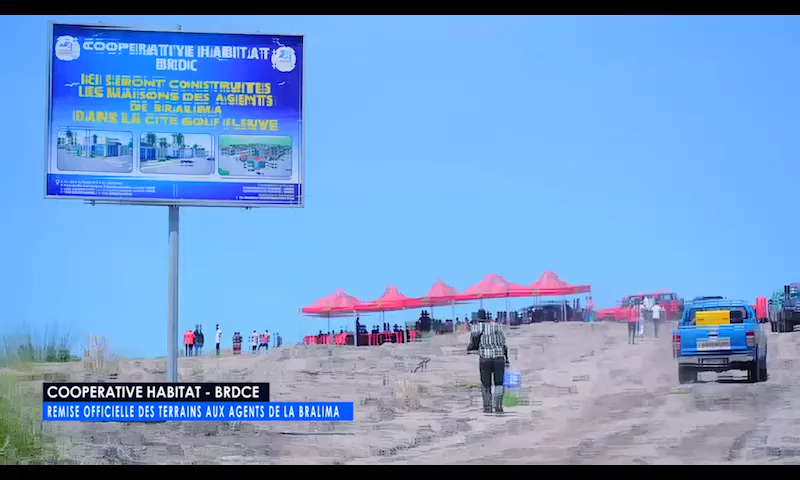 COOPERATIVE HABITAT
BRDC
ICI SERONT CONSTRUITES
LES MAISONS DES AGENTS
DE BRALIMA
DANS LA CITE GOLF FLEUVE
COOPERATIVE HABITAT - BRDCE
REMISE OFFICIELLE DES TERRAINS AUX AGENTS DE LA BRALIMA